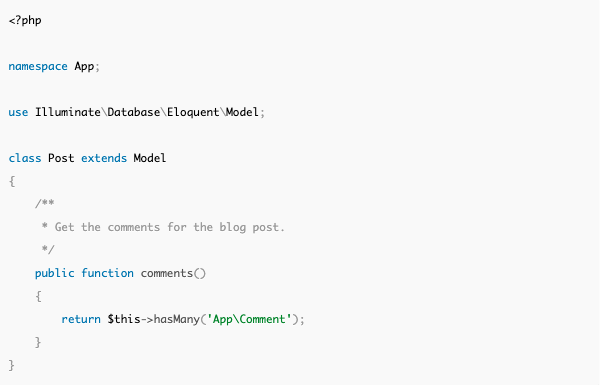 <?php
namespace App;
use Illuminate\Database\Eloquent\Model;
class Post extends Model
{
/**
* Get the comments for the blog post.
*/
public function comments()
{
return $this->hasMany('App\Comment');
}
}